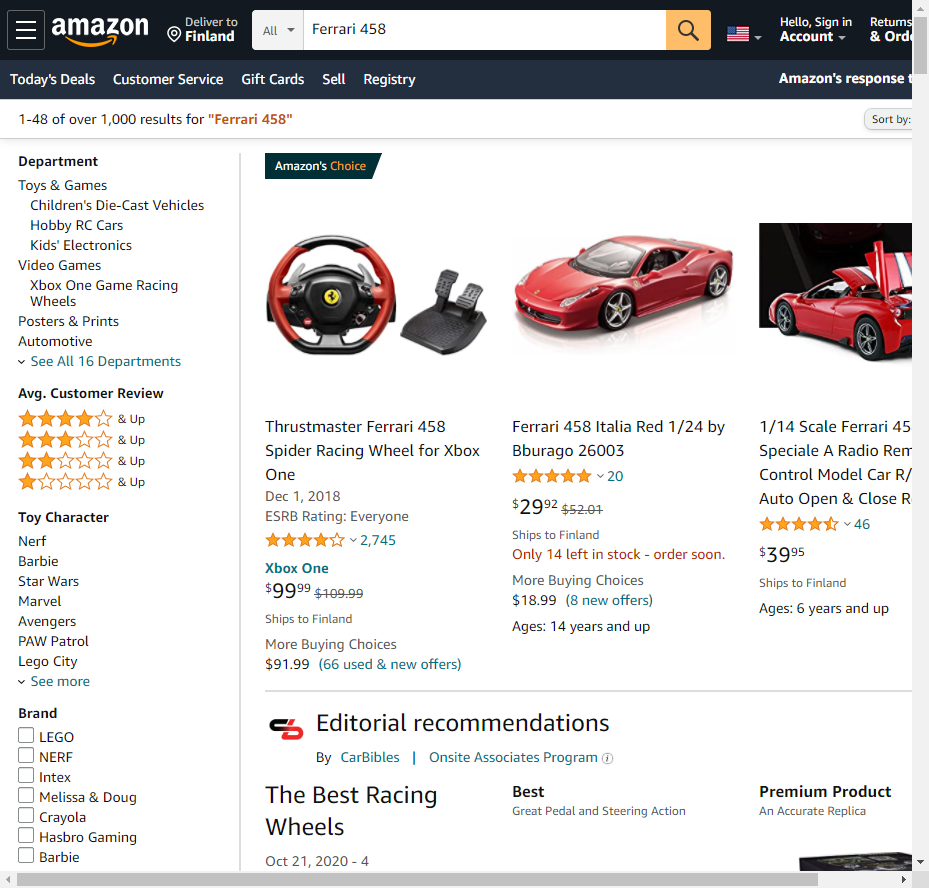 amazon
Deliver to
Finland
All
Ferrari 458
Hello, Sign in
Account
Returns
& Orde
Today's Deals
Customer Service
Gift Cards
Sell
Registry
Amazon's response t
1-48 of over 1,000 results for "Ferrari 458"
Sort by:
Department
Toys & Games
Children's Die-Cast Vehicles
Hobby RC Cars
Kids' Electronics
Video Games
Xbox One Game Racing
Wheels
Posters & Prints
Automotive
See All 16 Departments
Avg. Customer Review
& Up
& Up
& Up
& Up
Toy Character
Nerf
Barbie
Star Wars
Marvel
Avengers
PAW Patrol
Lego City
See more
Brand
LEGO
NERF
Intex
Melissa & Doug
Crayola
Hasbro Gaming
Barbie
Amazon's Choice
Thrustmaster Ferrari 458
Spider Racing Wheel for Xbox
One
Dec 1, 2018
ESRB Rating: Everyone
2,745
Xbox One
$99.99 $109.99
Ships to Finland
More Buying Choices
$91.99 (66 used & new offers)
Ferrari 458 Italia Red 1/24 by
Bburago 26003
20
$29.92 $52.01
Ships to Finland
Only 14 left in stock - order soon.
More Buying Choices
$18.99 (8 new offers)
Ages: 14 years and up
1/14 Scale Ferrari 45
Speciale A Radio Rem
Control Model Car R/
Auto Open & Close R
46
$39.95
Ships to Finland
Ages: 6 years and up
Editorial recommendations
By CarBibles | Onsite Associates Program
The Best Racing
Wheels
Oct 21, 2020 - 4
Best
Great Pedal and Steering Action
Premium Product
An Accurate Replica